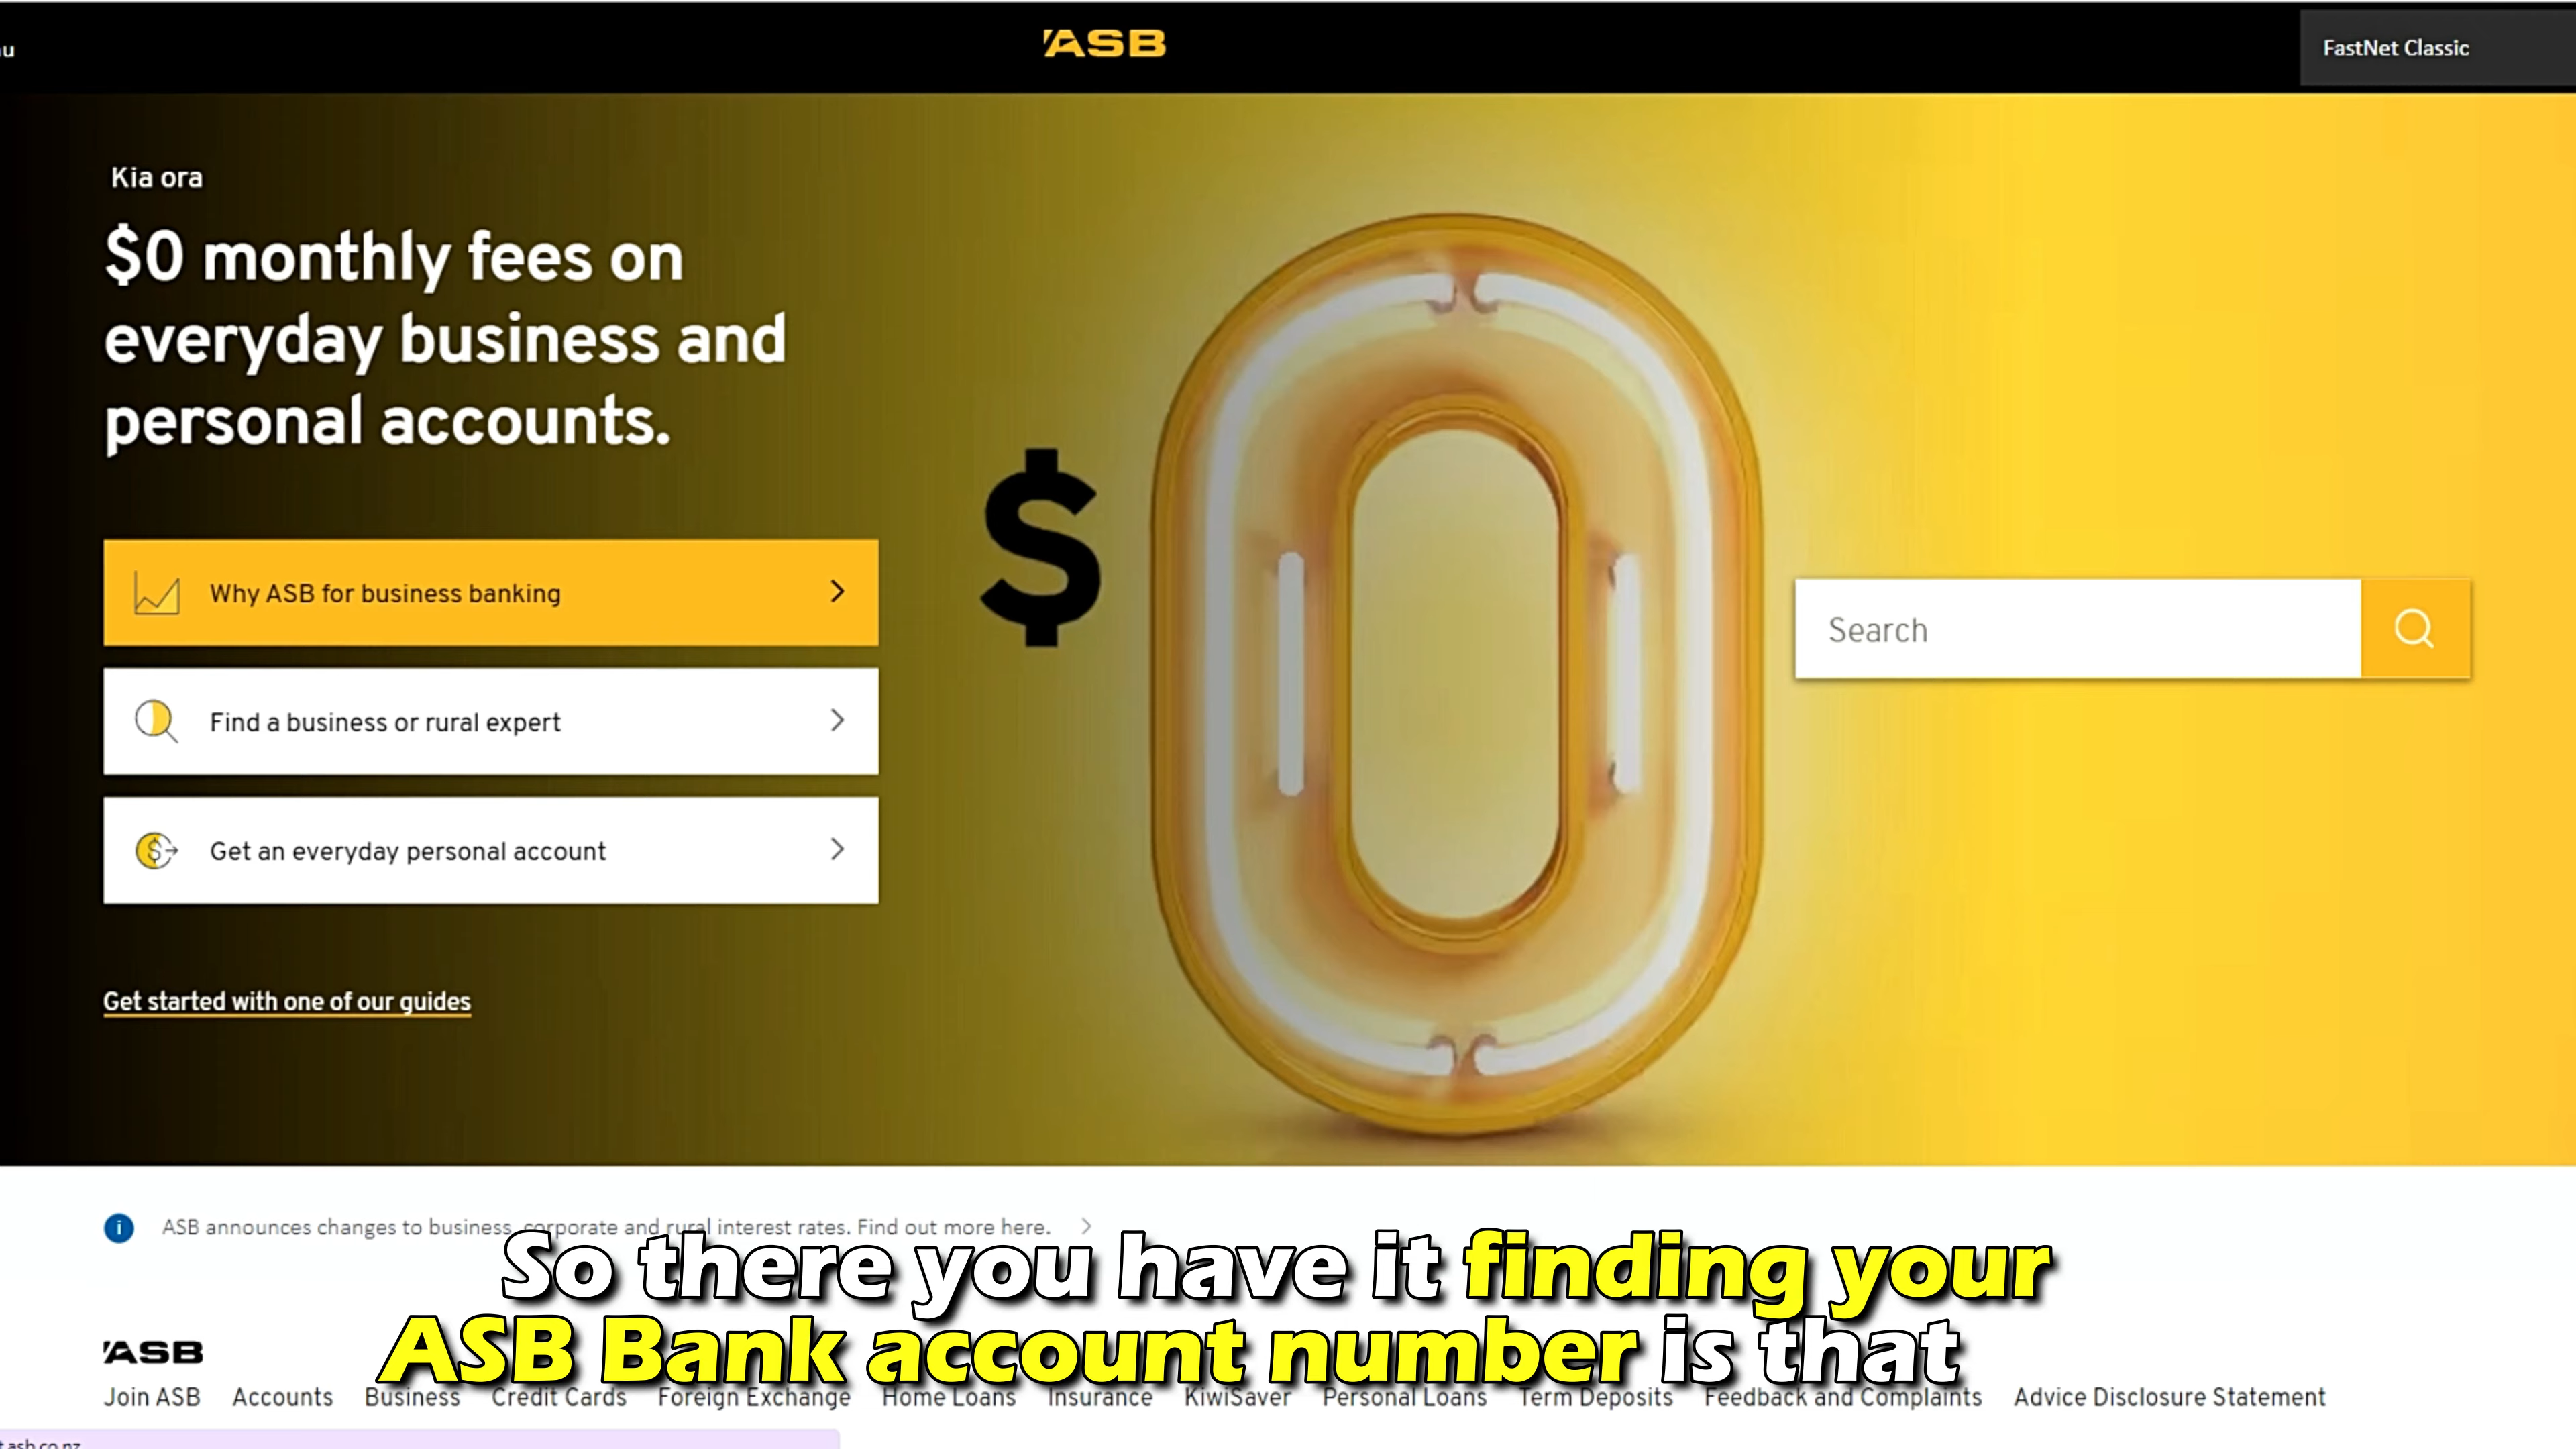 ASB
FastNet Classic
Kia ora
$0 monthly fees on
everyday business and
personal accounts.
$0
Why ASB for business banking
Find a business or rural expert
Get an everyday personal account
Search
Get started with one of our guides
ASB announces changes to business, corporate and rural interest rates. Find out more here.
So there you have it finding your
ASB Bank account number is that
ASB
Join ASB Accounts Business Credit Cards Foreign Exchange Home Loans Insurance KiwiSaver Personal Loans Term Deposits Feedback and Complaints Advice Disclosure Statement